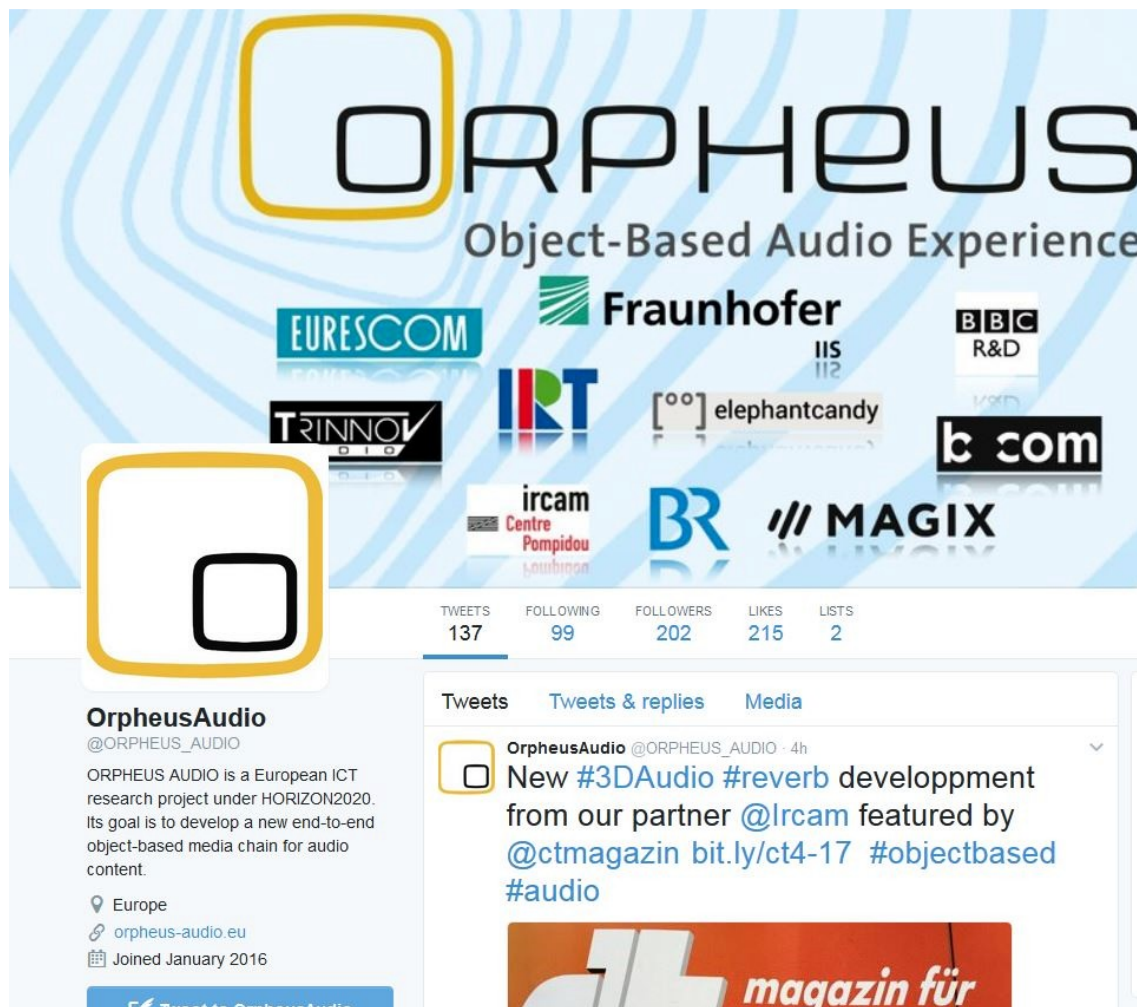 ORPHEUS
Object-Based Audio Experience
EURESCOM
Fraunhofer
IIS
BBC
R&D
TRINNOV
AUDIO
IRT
[°°] elephantcandy
b com
ircam
Centre
Pompidou
BR
MAGIX
TWEETS FOLLOWING FOLLOWERS LIKES LISTS
137 99 202 215 2
Tweets Tweets & replies Media
OrpheusAudio
@ORPHEUS_AUDIO
ORPHEUS AUDIO is a European ICT
research project under HORIZON2020.
Its goal is to develop a new end-to-end
object-based media chain for audio
content.
Europe
orpheus-audio.eu
Joined January 2016
Tweet to OrpheusAudio
OrpheusAudio @ORPHEUS_AUDIO · 4h
New #3DAudio #reverb developpment
from our partner @Ircam featured by
@ctmagazin bit.ly/ct4-17 #objectbased
#audio
magazin für